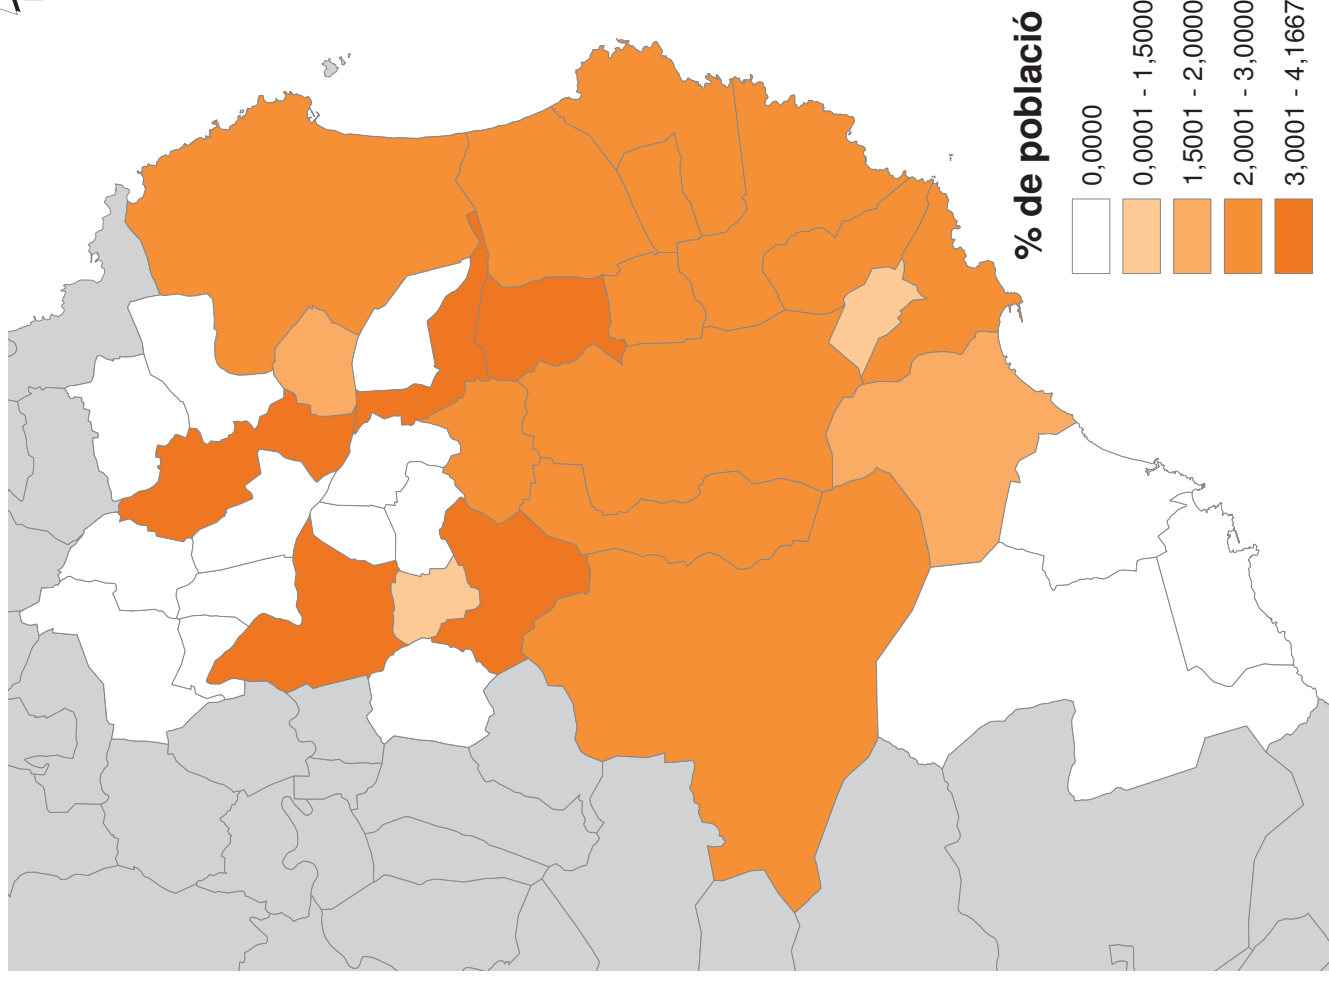 % de població
0,0000
0,0001 - 1,5000
1,5001 - 2,0000
2,0001 - 3,0000
3,0001 - 4,1667